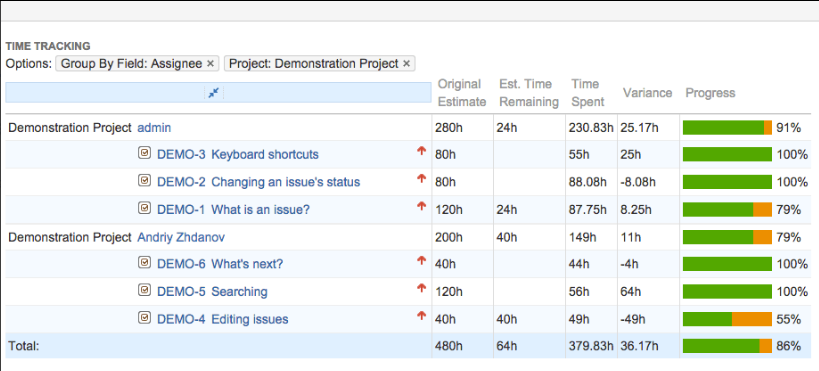 TIME TRACKING
Options: Group By Field: Assignee × Project: Demonstration Project ×
Original Estimate Est. Time Remaining Time Spent Variance Progress
Demonstration Project admin 280h 24h 230.83h 25.17h 91%
DEMO-3 Keyboard shortcuts 80h 55h 25h 100%
DEMO-2 Changing an issue's status 80h 88.08h -8.08h 100%
DEMO-1 What is an issue? 120h 24h 87.75h 8.25h 79%
Demonstration Project Andriy Zhdanov 200h 40h 149h 11h 79%
DEMO-6 What's next? 40h 44h -4h 100%
DEMO-5 Searching 120h 56h 64h 100%
DEMO-4 Editing issues 40h 40h 49h -49h 55%
Total: 480h 64h 379.83h 36.17h 86%